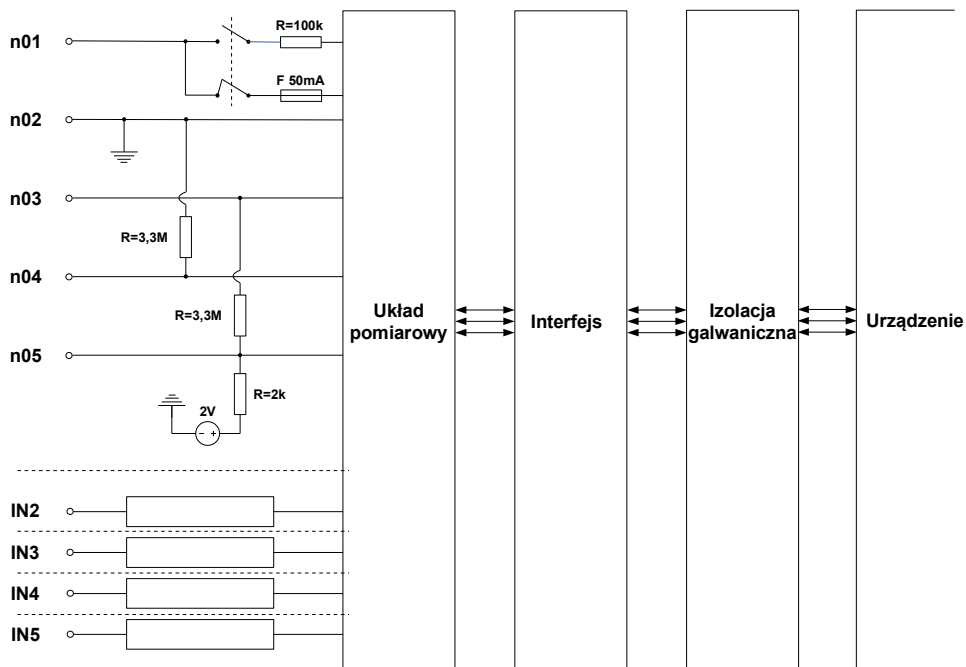 n01
R=100k
F 50mA
n02
n03
R=3,3M
n04
R=3,3M
n05
R=2k
2V
- +
Układ
pomiarowy
Interfejs
Izolacja
galwaniczna
Urządzenie
IN2
IN3
IN4
IN5